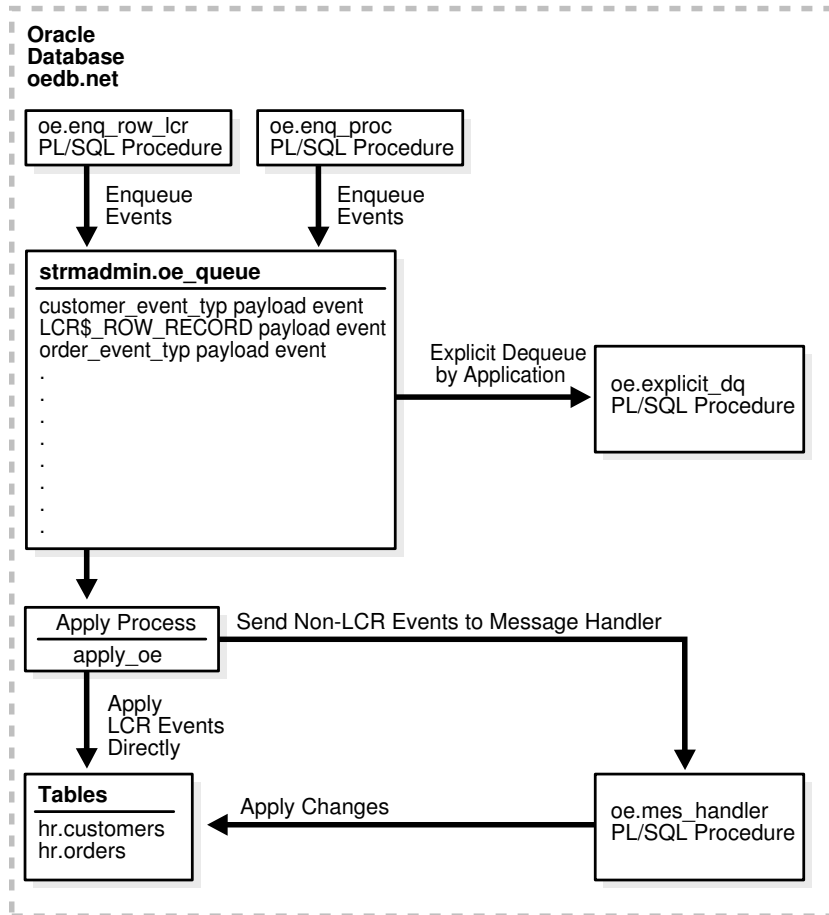 Oracle
Database
oedb.net
oe.enq_row_lcr
PL/SQL Procedure
oe.enq_proc
PL/SQL Procedure
Enqueue
Events
Enqueue
Events
strmadmin.oe_queue
customer_event_typ payload event
LCR$_ROW_RECORD payload event
order_event_typ payload event
.
.
.
.
.
.
.
.
Explicit Dequeue
by Application
oe.explicit_dq
PL/SQL Procedure
Apply Process
apply_oe
Send Non-LCR Events to Message Handler
Apply
LCR Events
Directly
Tables
hr.customers
hr.orders
Apply Changes
oe.mes_handler
PL/SQL Procedure